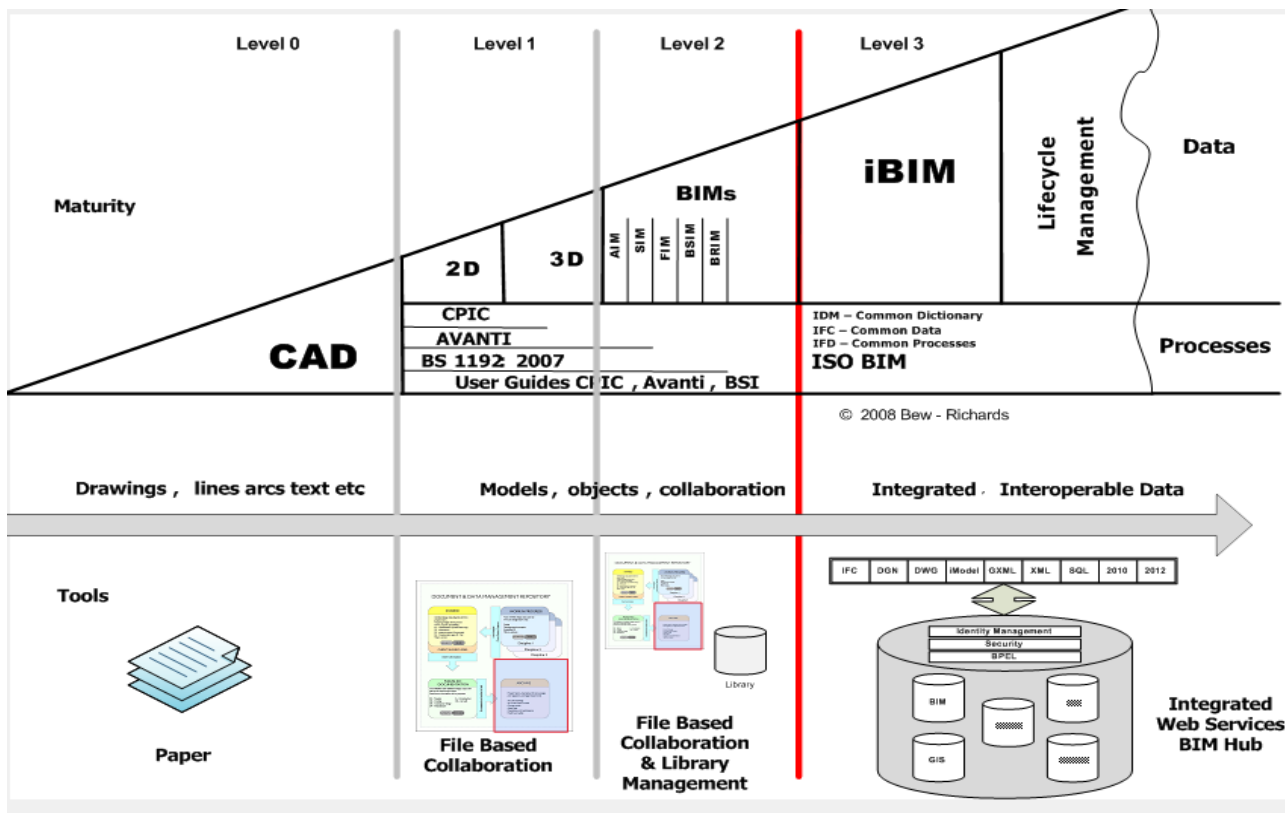 Level 0
Level 1
Level 2
Level 3
Maturity
CAD
2D
3D
BIMs
AIM
SIM
FIM
BSIM
BRIM
iBIM
Lifecycle
Management
Data
CPIC
AVANTI
BS 1192: 2007
User Guides CPIC , Avanti , BSI
IDM – Common Dictionary
IFC – Common Data
IFD – Common Processes
ISO BIM
Processes
© 2008 Bew - Richards
Drawings , lines arcs text etc
Models , objects , collaboration
Integrated , Interoperable Data
Tools
Paper
DOCUMENT & DATA MANAGEMENT REPOSITORY
File Based
Collaboration
Library
File Based
Collaboration
& Library
Management
IFC
DGN
DWG
iModel
GXML
XML
SQL
2010
2012
Identity Management
Security
BPEL
BIM
GIS
Integrated
Web Services
BIM Hub